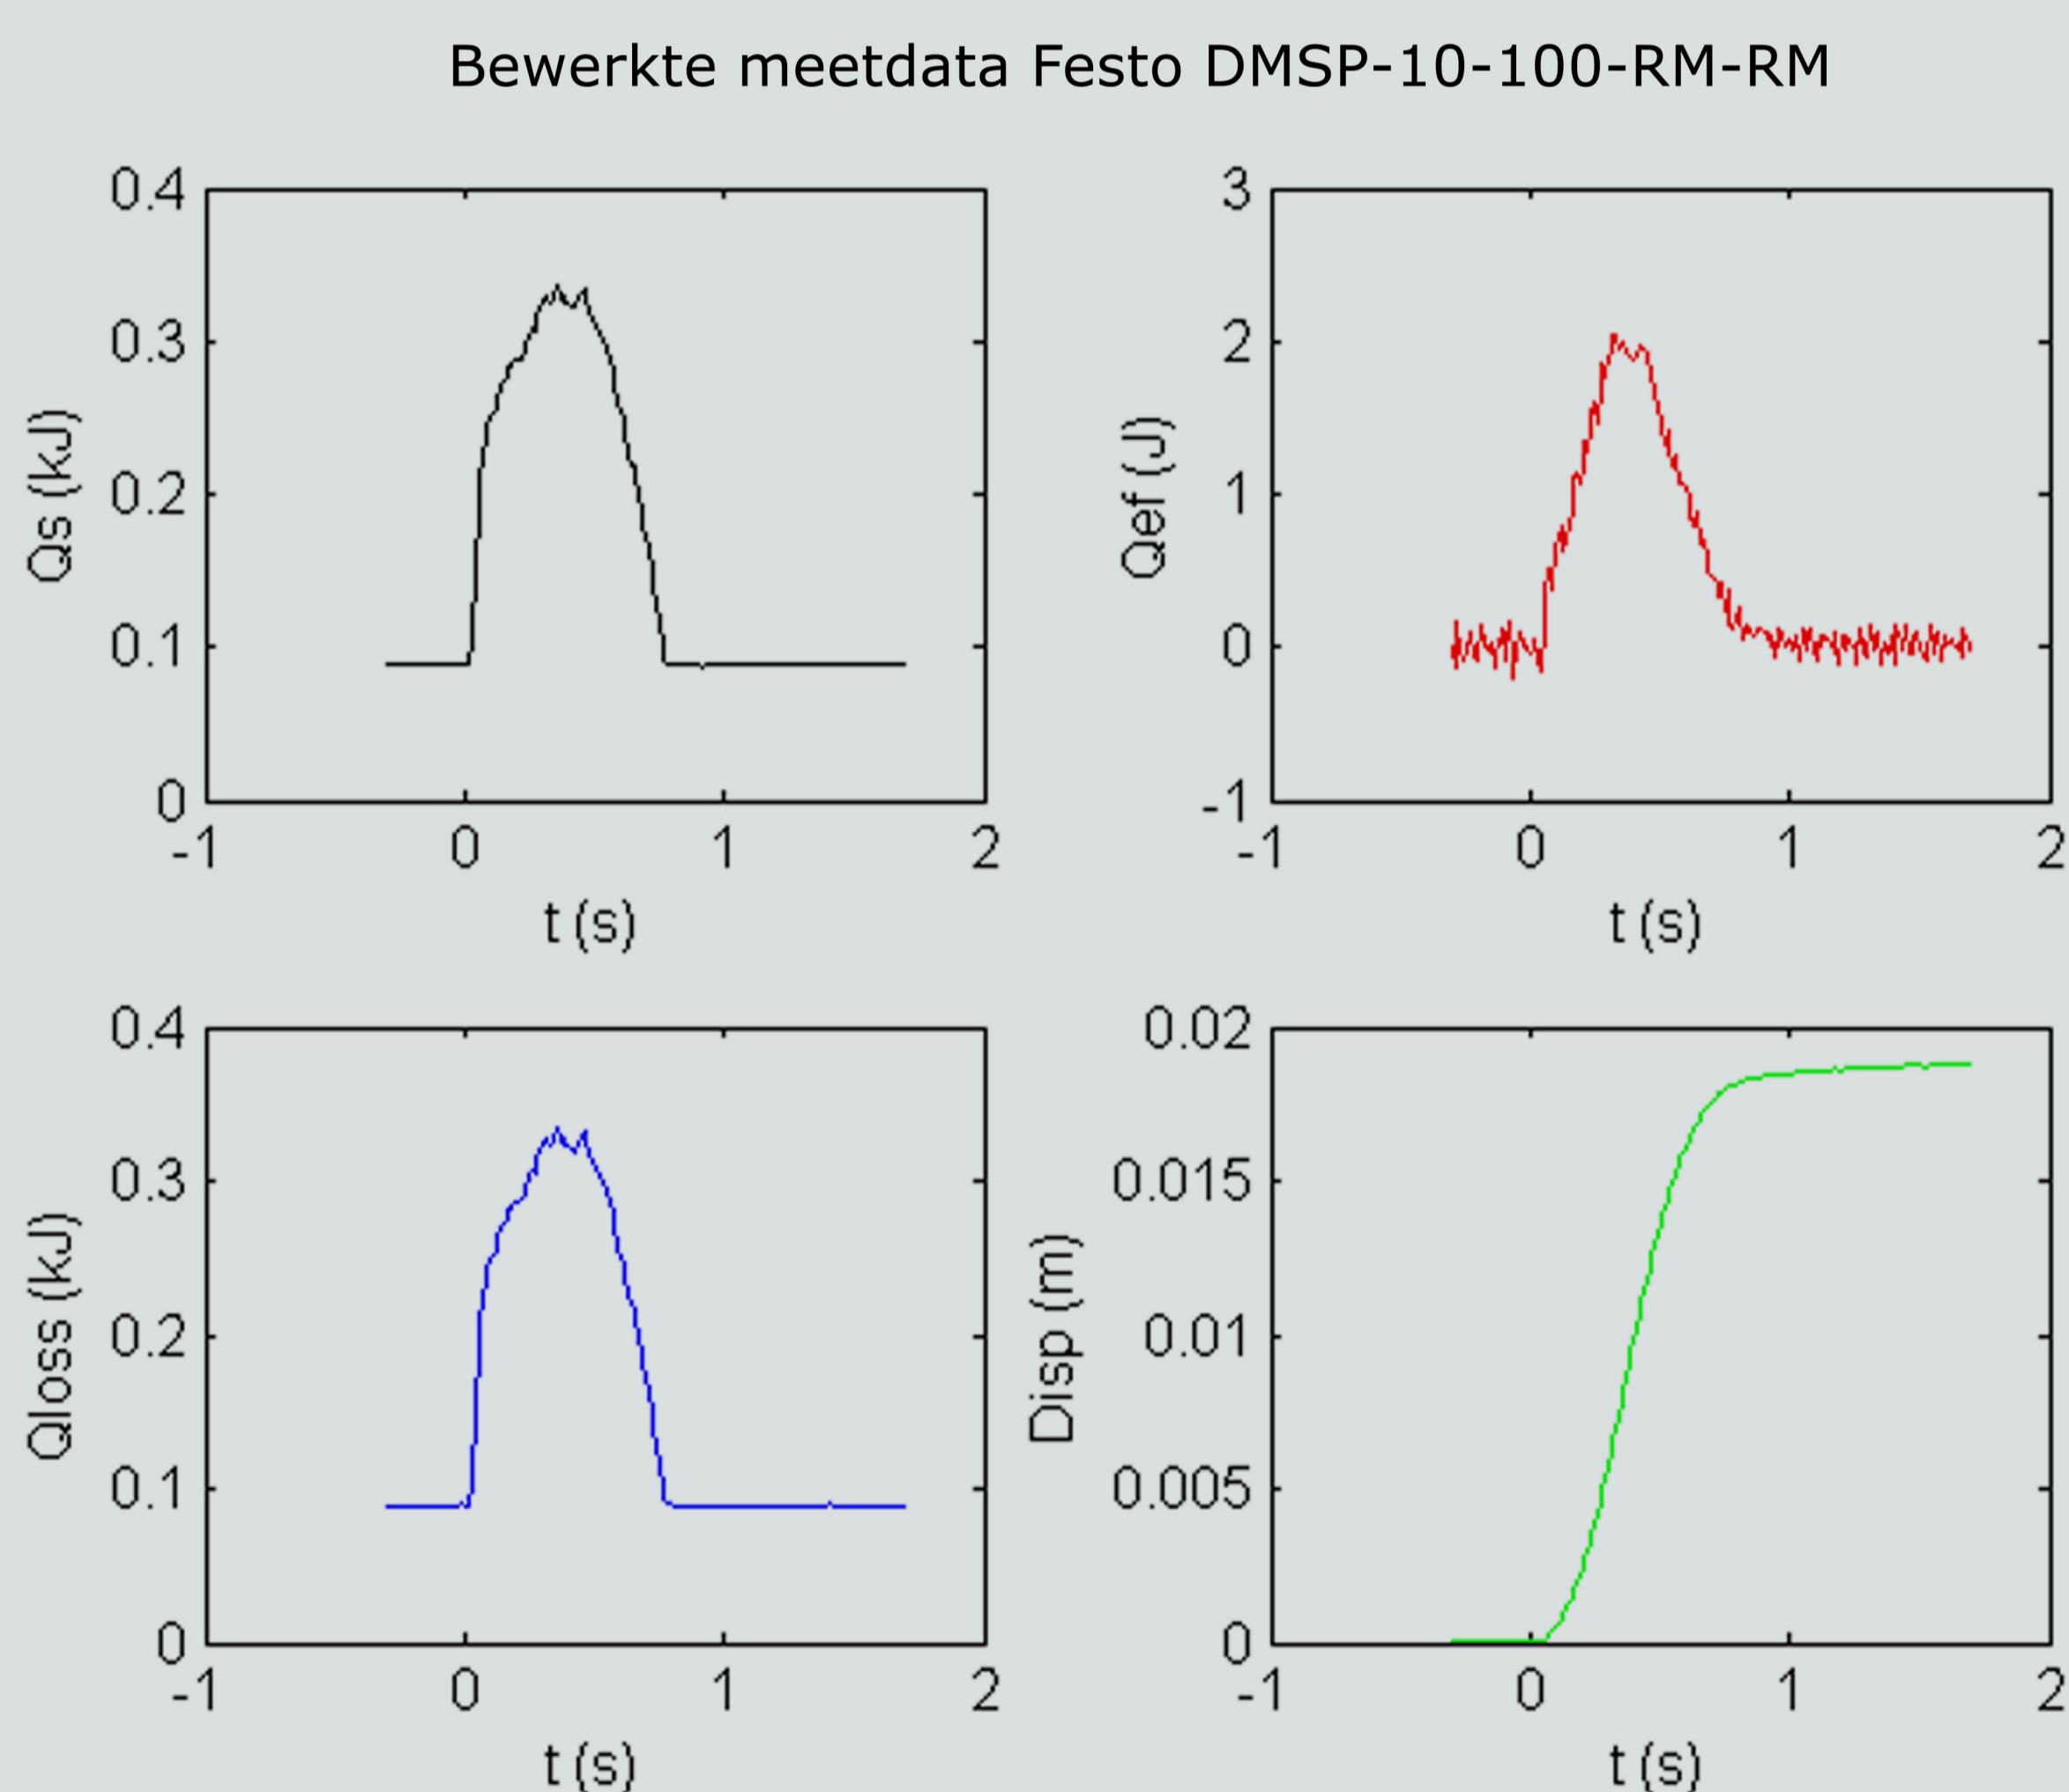 Bewerkte meetdata Festo DMSP-10-100-RM-RM
0.4
0.3
0.2
0.1
0
Qs (kJ)
-1 0 1 2
t (s)
3
2
1
0
-1
Qef (J)
-1 0 1 2
t (s)
0.4
0.3
0.2
0.1
0
Qloss (kJ)
-1 0 1 2
t (s)
0.02
0.015
0.01
0.005
0
Disp (m)
-1 0 1 2
t (s)